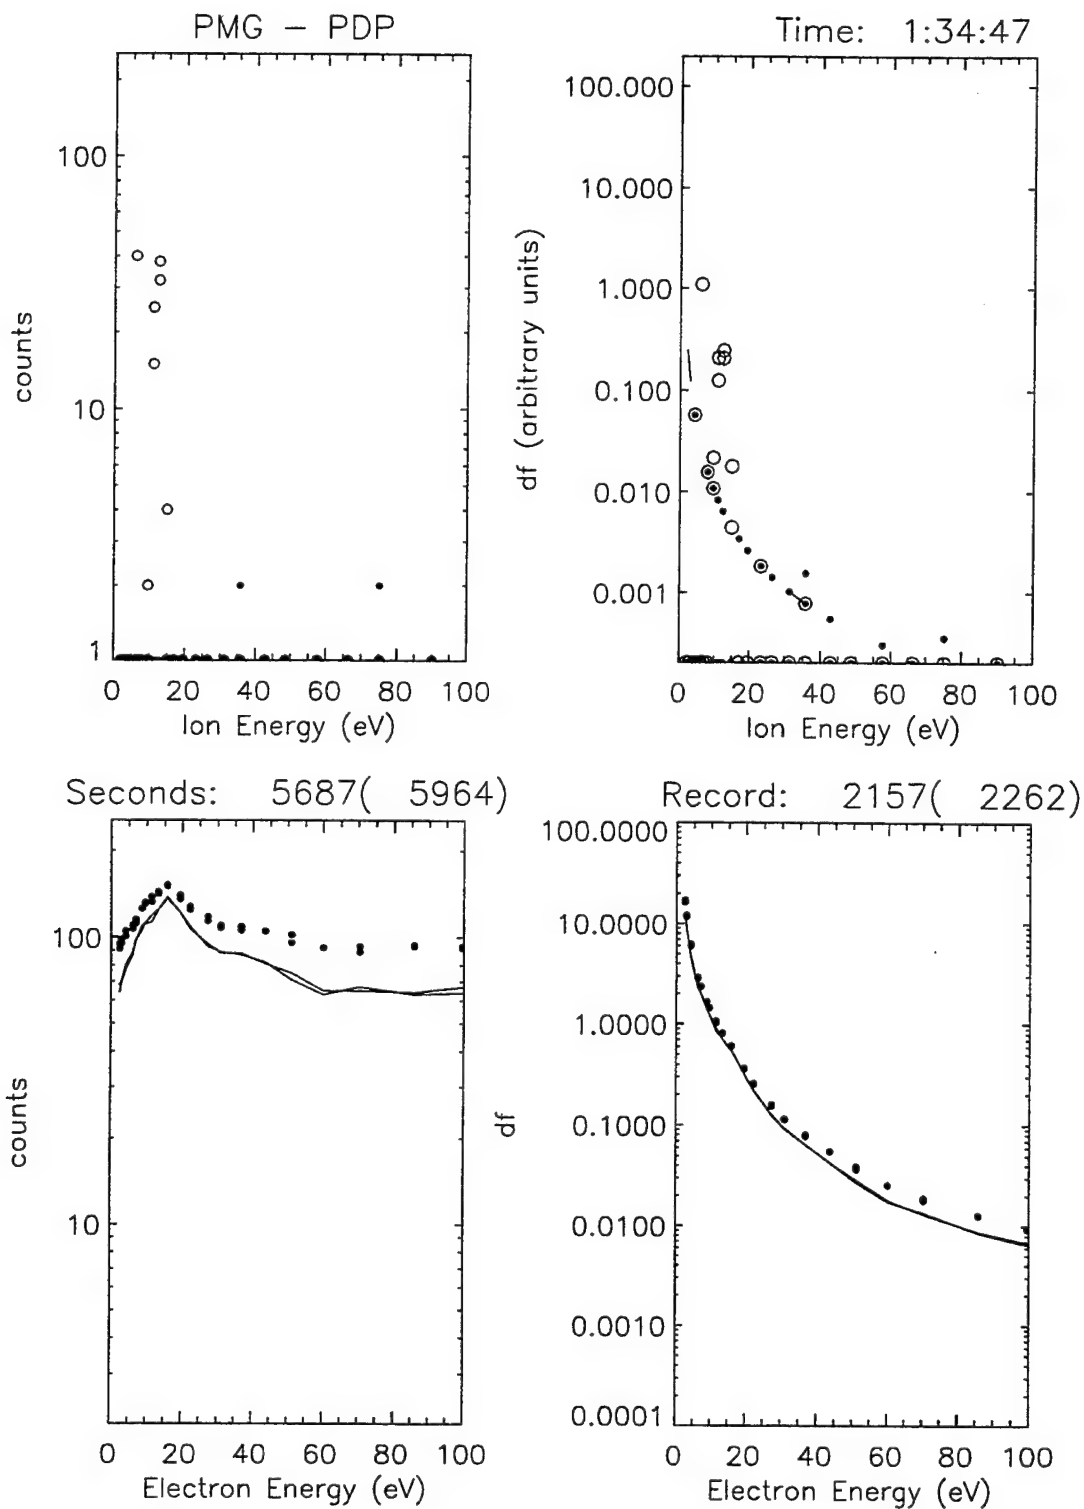 PMG – PDP
Time: 1:34:47
counts
100
10
1
0 20 40 60 80 100
Ion Energy (eV)
df (arbitrary units)
100.000
10.000
1.000
0.100
0.010
0.001
0 20 40 60 80 100
Ion Energy (eV)
Seconds: 5687( 5964)
Record: 2157( 2262)
counts
100
10
0 20 40 60 80 100
Electron Energy (eV)
df
100.0000
10.0000
1.0000
0.1000
0.0100
0.0010
0.0001
0 20 40 60 80 100
Electron Energy (eV)